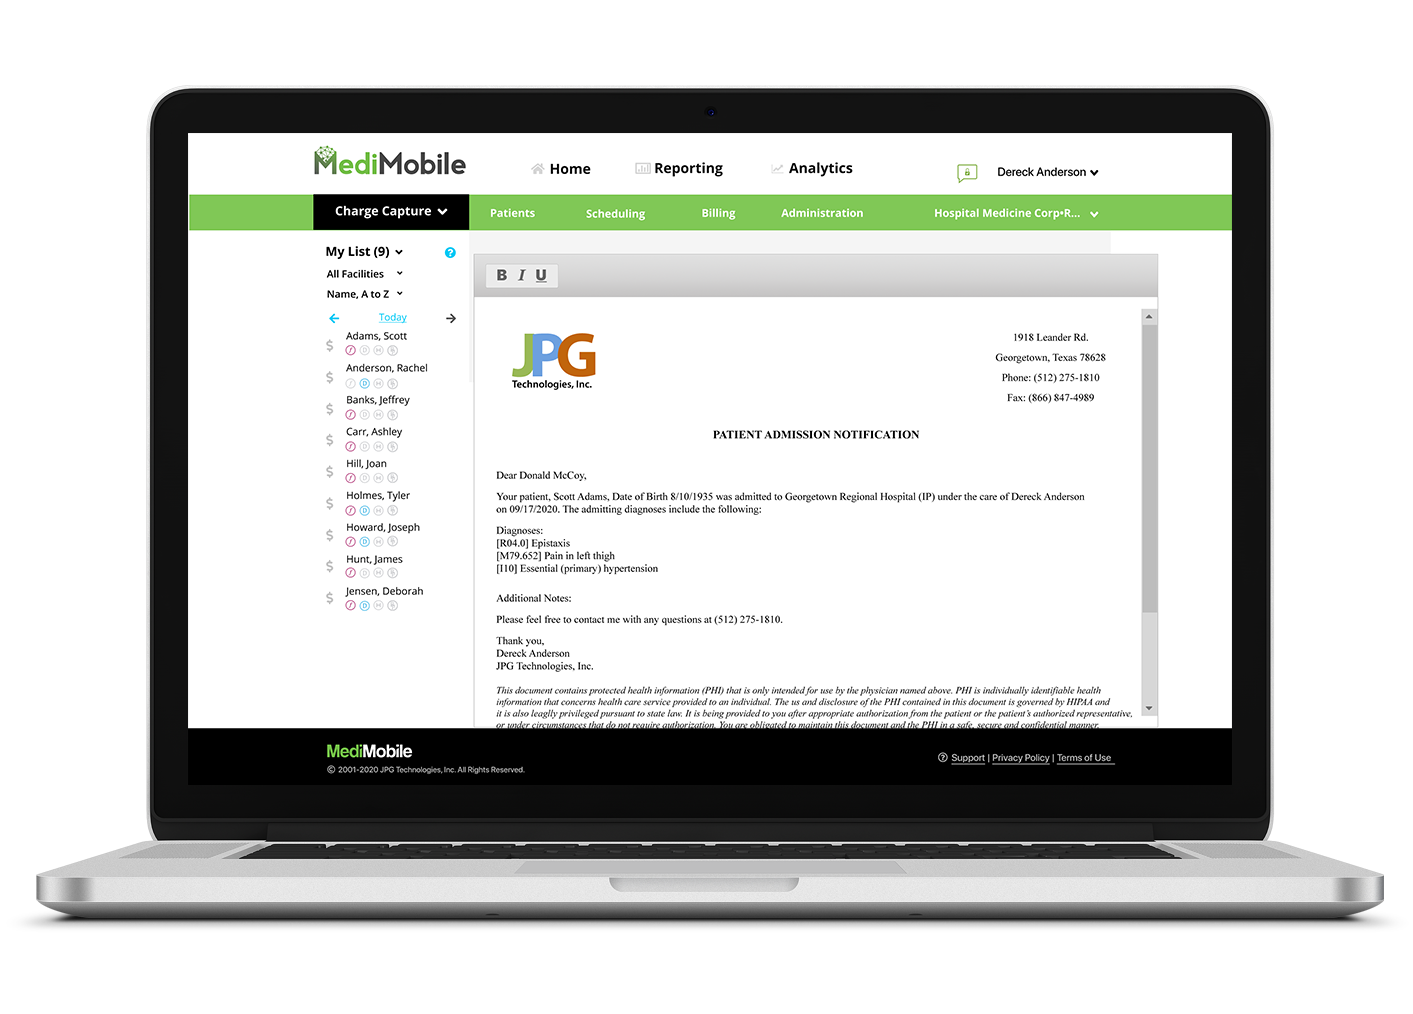 MediMobile
Home
Reporting
Analytics
Dereck Anderson
Charge Capture
Patients
Scheduling
Billing
Administration
Hospital Medicine Corp•R...
My List (9)
?
All Facilities
Name, A to Z
Today
Adams, Scott
Anderson, Rachel
Banks, Jeffrey
Carr, Ashley
Hill, Joan
Holmes, Tyler
Howard, Joseph
Hunt, James
Jensen, Deborah
B I U
JPG
Technologies, Inc.
1918 Leander Rd.
Georgetown, Texas 78628
Phone: (512) 275-1810
Fax: (866) 847-4989
PATIENT ADMISSION NOTIFICATION
Dear Donald McCoy,
Your patient, Scott Adams, Date of Birth 8/10/1935 was admitted to Georgetown Regional Hospital (IP) under the care of Dereck Anderson
on 09/17/2020. The admitting diagnoses include the following:
Diagnoses:
[R04.0] Epistaxis
[M79.652] Pain in left thigh
[I10] Essential (primary) hypertension
Additional Notes:
Please feel free to contact me with any questions at (512) 275-1810.
Thank you,
Dereck Anderson
JPG Technologies, Inc.
This document contains protected health information (PHI) that is only intended for use by the physician named above. PHI is individually identifiable health
information that concerns health care service provided to an individual. The us and disclosure of the PHI contained in this document is governed by HIPAA and
it is also leaglly privileged pursuant to state law. It is being provided to you after appropriate authorization from the patient or the patient's authorized representative,
or under circumstances that do not require authorization. You are obligated to maintain this document and the PHI in a safe, secure and confidential manner.
MediMobile
© 2001-2020 JPG Technologies, Inc. All Rights Reserved.
? Support | Privacy Policy | Terms of Use